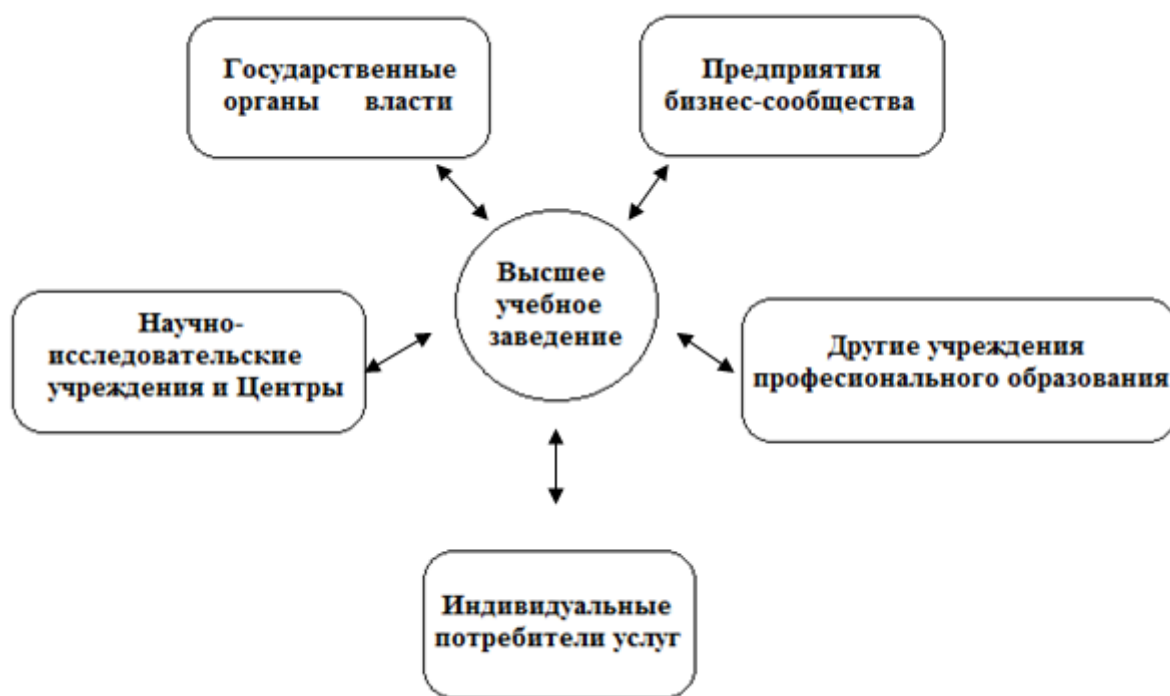 Государственные
органы власти
Предприятия
бизнес-сообщества
Высшее
учебное
заведение
Научно-
исследовательские
учреждения и Центры
Другие учреждения
професионального образования
Индивидуальные
потребители услуг